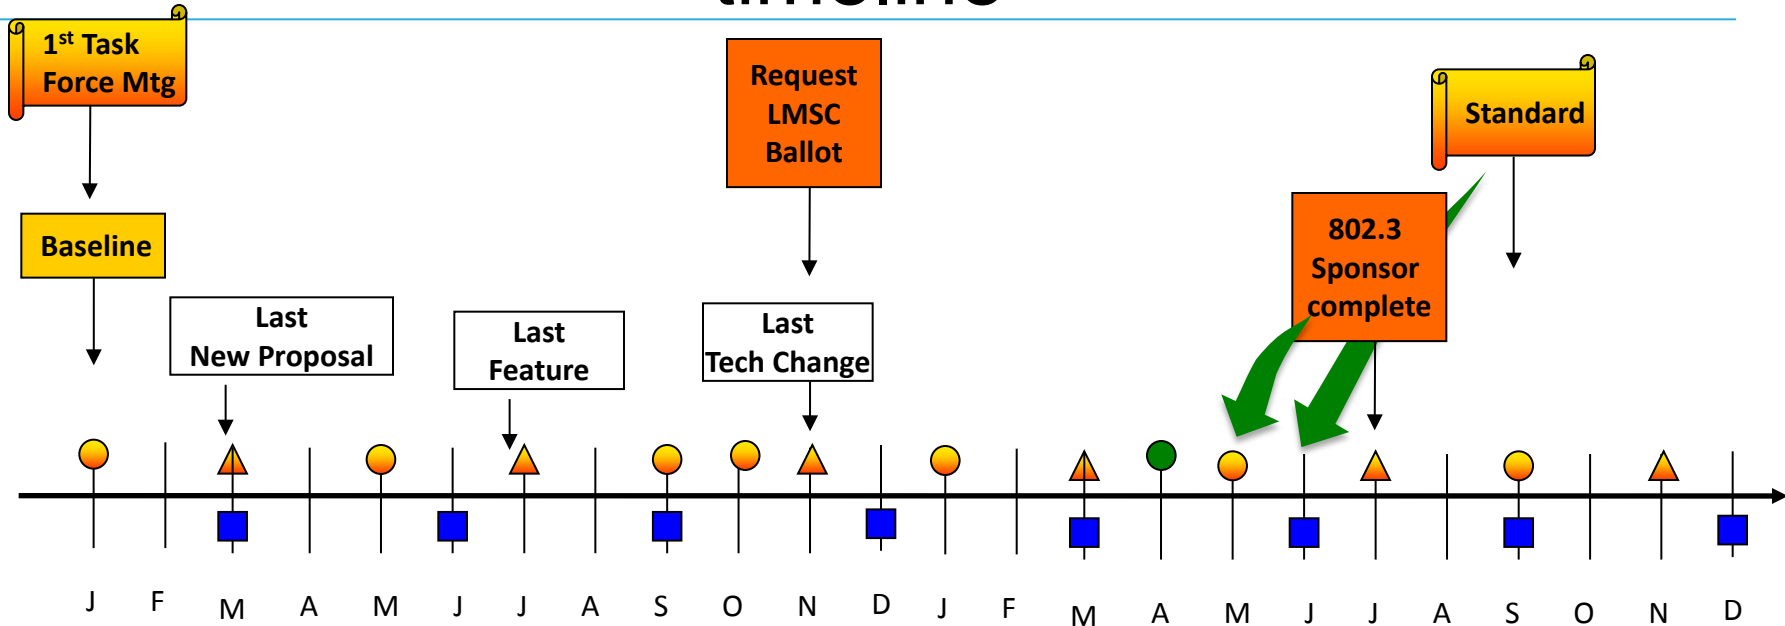 timeline
1st Task
Force Mtg
Request
LMSC
Ballot
Standard
Baseline
802.3
Sponsor
complete
Last
New Proposal
Last
Feature
Last
Tech Change
J F M A M J J A S O N D J F M A M J J A S O N D